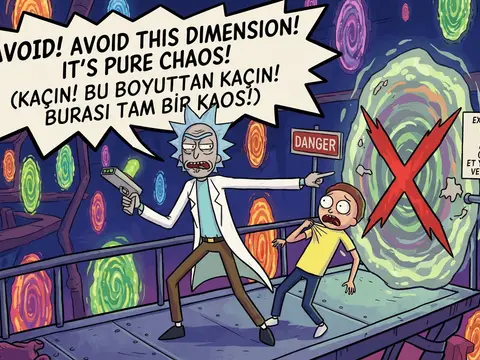 AVOID! AVOID THIS DIMENSION!
IT'S PURE CHAOS!
(KAÇIN! BU BOYUTTAN KAÇIN!
BURASI TAM BİR KAOS!)
DANGER